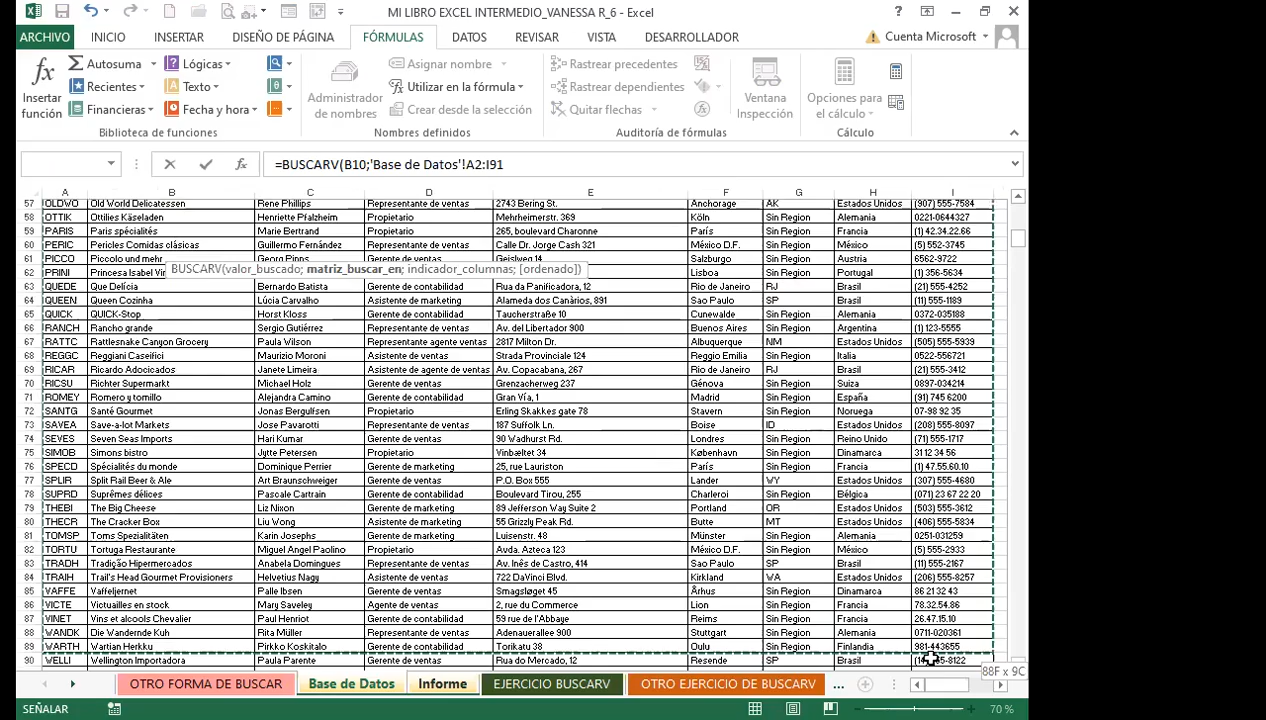 MI LIBRO EXCEL INTERMEDIO_VANESSA R_6 - Excel
ARCHIVO INICIO INSERTAR DISEÑO DE PÁGINA FÓRMULAS DATOS REVISAR VISTA DESARROLLADOR Cuenta Microsoft
fx Insertar función
Autosuma Recientes Financieras
Lógicas Texto Fecha y hora
Biblioteca de funciones
Administrador de nombres
Asignar nombre
Utilizar en la fórmula
Crear desde la selección
Nombres definidos
Rastrear precedentes
Rastrear dependientes
Quitar flechas
Ventana Inspección
Auditoría de fórmulas
Opciones para el cálculo
Cálculo
fx =BUSCARV(B10;'Base de Datos'!A2:I91
A B C D E F G H I
57 OLDWO Old World Delicatessen Rene Phillips Representante de ventas 2743 Bering St. Anchorage AK Estados Unidos (907) 555-7584
58 OTTIK Ottilies Käseladen Henriette Pfalzheim Propietario Mehrheimerstr. 369 Köln Sin Region Alemania 0221-0644327
59 PARIS Paris spécialités Marie Bertrand Propietario 265, boulevard Charonne París Sin Region Francia (1) 42.34.22.66
60 PERIC Pericles Comidas clásicas Guillermo Fernández Representante de ventas Calle Dr. Jorge Cash 321 México D.F. Sin Region México (5) 552-3745
61 PICCO Piccolo und mehr Georg Pipps Gerente de ventas Geislweg 14 Salzburgo Sin Region Austria 6562-9722
BUSCARV(valor_buscado; matriz_buscar_en; indicador_columnas; [ordenado])
62 PRINI Princesa Isabel Lisboa Sin Region Portugal (1) 356-5634
63 QUEDE Que Delícia Bernardo Batista Gerente de contabilidad Rua da Panificadora, 12 Rio de Janeiro RJ Brasil (21) 555-4252
64 QUEEN Queen Cozinha Lúcia Carvalho Asistente de marketing Alameda dos Canàrios, 891 Sao Paulo SP Brasil (11) 555-1189
65 QUICK QUICK-Stop Horst Kloss Gerente de contabilidad Taucherstraße 10 Cunewalde Sin Region Alemania 0372-035188
66 RANCH Rancho grande Sergio Gutiérrez Representante de ventas Av. del Libertador 900 Buenos Aires Sin Region Argentina (1) 123-5555
67 RATTC Rattlesnake Canyon Grocery Paula Wilson Representante agente ventas 2817 Milton Dr. Albuquerque NM Estados Unidos (505) 555-5939
68 REGGC Reggiani Caseifici Maurizio Moroni Asistente de ventas Strada Provinciale 124 Reggio Emilia Sin Region Italia 0522-556721
69 RICAR Ricardo Adocicados Janete Limeira Asistente de agente de ventas Av. Copacabana, 267 Rio de Janeiro RJ Brasil (21) 555-3412
70 RICSU Richter Supermarkt Michael Holz Gerente de ventas Grenzacherweg 237 Génova Sin Region Suiza 0897-034214
71 ROMEY Romero y tomillo Alejandra Camino Gerente de contabilidad Gran Vía, 1 Madrid Sin Region España (91) 745 6200
72 SANTG Santé Gourmet Jonas Bergulfsen Propietario Erling Skakkes gate 78 Stavern Sin Region Noruega 07-98 92 35
73 SAVEA Save-a-lot Markets Jose Pavarotti Representante de ventas 187 Suffolk Ln. Boise ID Estados Unidos (208) 555-8097
74 SEVES Seven Seas Imports Hari Kumar Gerente de ventas 90 Wadhurst Rd. Londres Sin Region Reino Unido (71) 555-1717
75 SIMOB Simons bistro Jytte Petersen Propietario Vinbæltet 34 København Sin Region Dinamarca 31 12 34 56
76 SPECD Spécialités du monde Dominique Perrier Gerente de marketing 25, rue Lauriston París Sin Region Francia (1) 47.55.60.10
77 SPLIR Split Rail Beer & Ale Art Braunschweiger Gerente de ventas P.O. Box 555 Lander WY Estados Unidos (307) 555-4680
78 SUPRD Suprêmes délices Pascale Cartrain Gerente de contabilidad Boulevard Tirou, 255 Charleroi Sin Region Bélgica (071) 23 67 22 20
79 THEBI The Big Cheese Liz Nixon Gerente de marketing 89 Jefferson Way Suite 2 Portland OR Estados Unidos (503) 555-3612
80 THECR The Cracker Box Liu Wong Asistente de marketing 55 Grizzly Peak Rd. Butte MT Estados Unidos (406) 555-5834
81 TOMSP Toms Spezialitäten Karin Josephs Gerente de marketing Luisenstr. 48 Münster Sin Region Alemania 0251-031259
82 TORTU Tortuga Restaurante Miguel Angel Paolino Propietario Avda. Azteca 123 México D.F. Sin Region México (5) 555-2933
83 TRADH Tradição Hipermercados Anabela Domingues Representante de ventas Av. Inês de Castro, 414 Sao Paulo SP Brasil (11) 555-2167
84 TRAIH Trail's Head Gourmet Provisioners Helvetius Nagy Asistente de ventas 722 DaVinci Blvd. Kirkland WA Estados Unidos (206) 555-8257
85 VAFFE Vaffeljernet Palle Ibsen Gerente de ventas Smagsløget 45 Århus Sin Region Dinamarca 86 21 32 43
86 VICTE Victuailles en stock Mary Saveley Agente de ventas 2, rue du Commerce Lion Sin Region Francia 78.32.54.86
87 VINET Vins et alcools Chevalier Paul Henriot Gerente de contabilidad 59 rue de l'Abbaye Reims Sin Region Francia 26.47.15.10
88 WANDK Die Wandernde Kuh Rita Müller Representante de ventas Adenauerallee 900 Stuttgart Sin Region Alemania 0711-020361
89 WARTH Wartian Herkku Pirkko Koskitalo Gerente de contabilidad Torikatu 38 Oulu Sin Region Finlandia 981-443655
90 WELLI Wellington Importadora Paula Parente Gerente de ventas Rua do Mercado, 12 Resende SP Brasil
88F x 9C
OTRO FORMA DE BUSCAR Base de Datos Informe EJERCICIO BUSCARV OTRO EJERCICIO DE BUSCARV ...
SEÑALAR 70 %